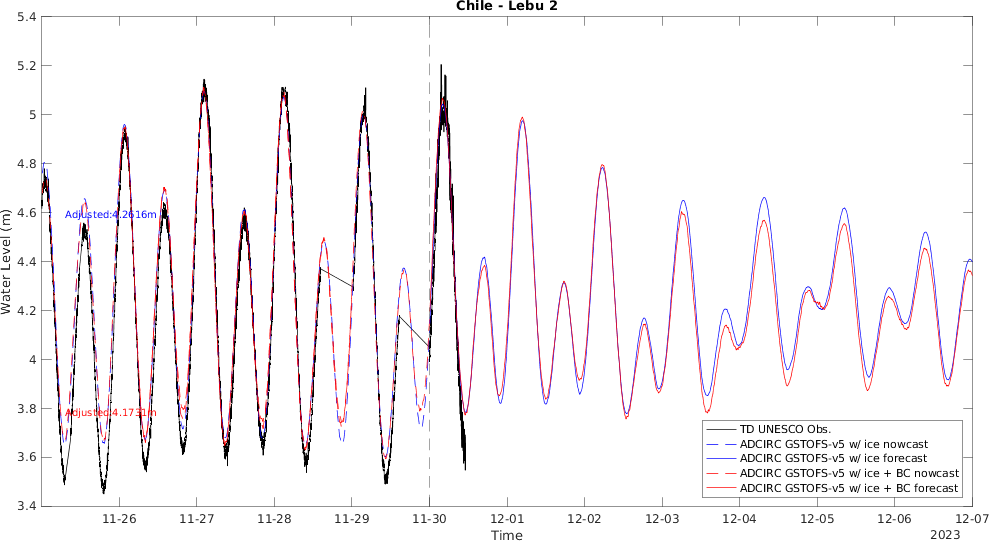 Chile - Lebu 2
5.4
5.2
5
4.8
4.6
4.4
4.2
4
3.8
3.6
3.4
Water Level (m)
Adjusted:4.2616m
Adjusted:4.1731m
TD UNESCO Obs.
ADCIRC GSTOFS-v5 w/ ice nowcast
ADCIRC GSTOFS-v5 w/ ice forecast
ADCIRC GSTOFS-v5 w/ ice + BC nowcast
ADCIRC GSTOFS-v5 w/ ice + BC forecast
11-26 11-27 11-28 11-29 11-30 12-01 12-02 12-03 12-04 12-05 12-06 12-07
Time
2023